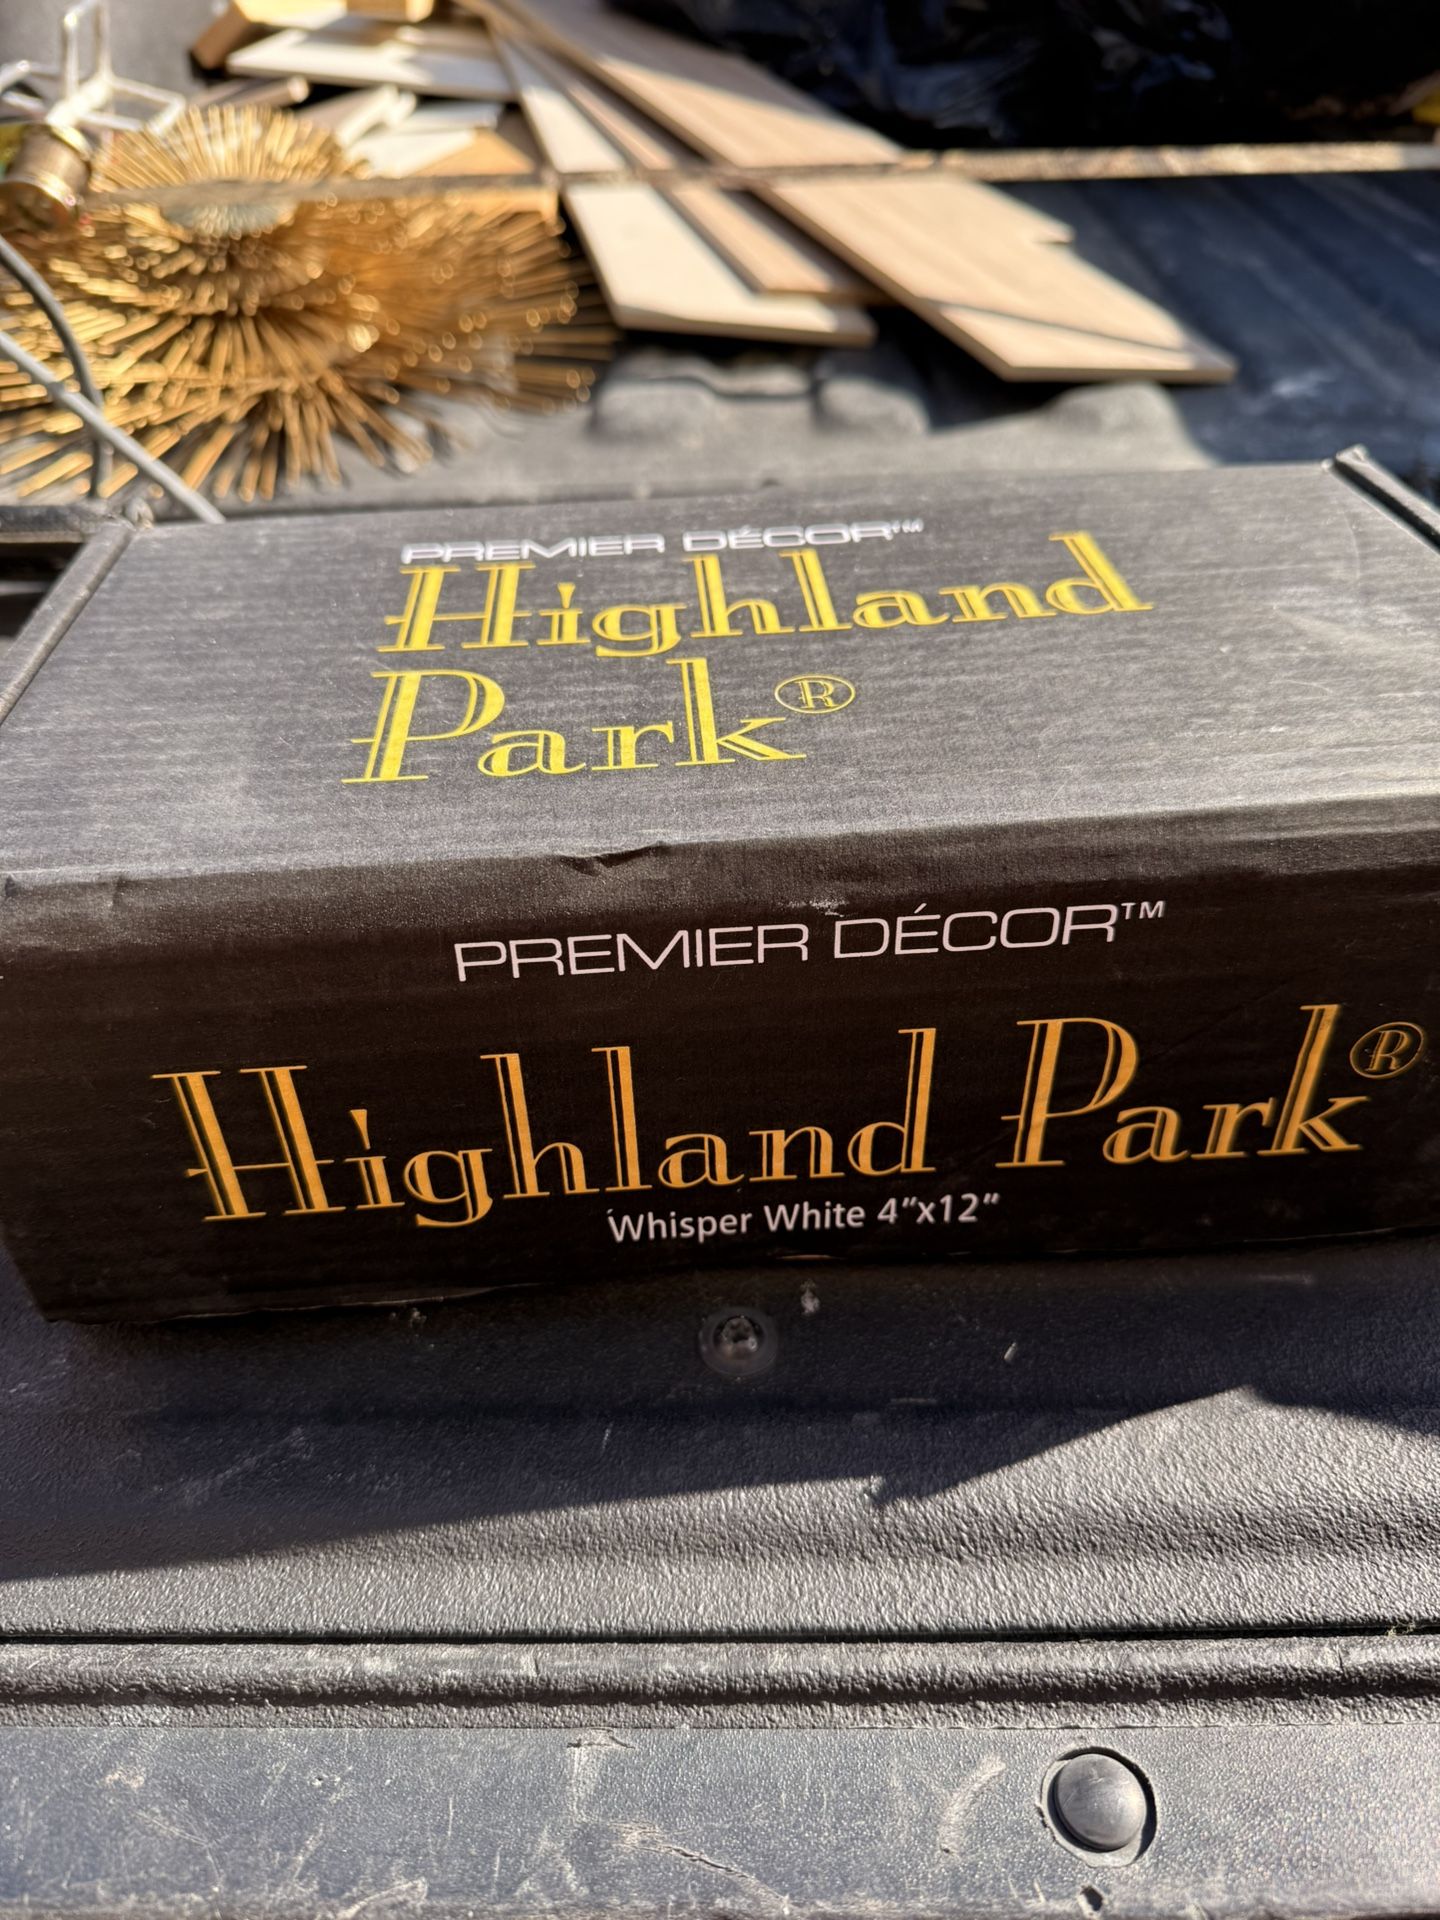 PREMIER DÉCOR™
Highland
Park®
PREMIER DÉCOR™
Highland Park®
Whisper White 4"x12"